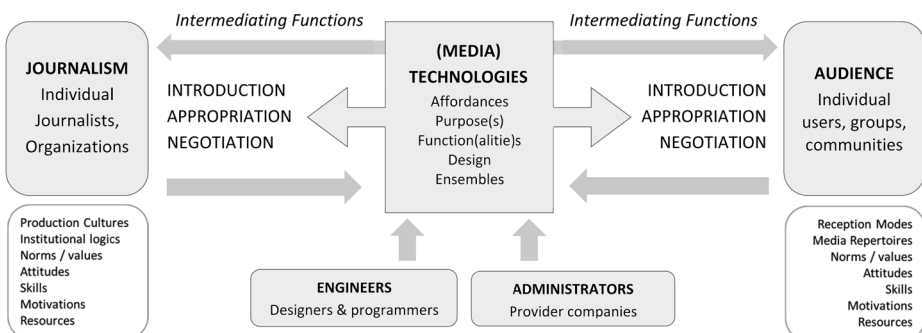 Intermediating Functions
Intermediating Functions
JOURNALISM
Individual
Journalists,
Organizations
INTRODUCTION
APPROPRIATION
NEGOTIATION
(MEDIA)
TECHNOLOGIES
Affordances
Purpose(s)
Function(alitie)s
Design
Ensembles
INTRODUCTION
APPROPRIATION
NEGOTIATION
AUDIENCE
Individual
users, groups,
communities
Production Cultures
Institutional logics
Norms / values
Attitudes
Skills
Motivations
Resources
ENGINEERS
Designers & programmers
ADMINISTRATORS
Provider companies
Reception Modes
Media Repertoires
Norms / values
Attitudes
Skills
Motivations
Resources